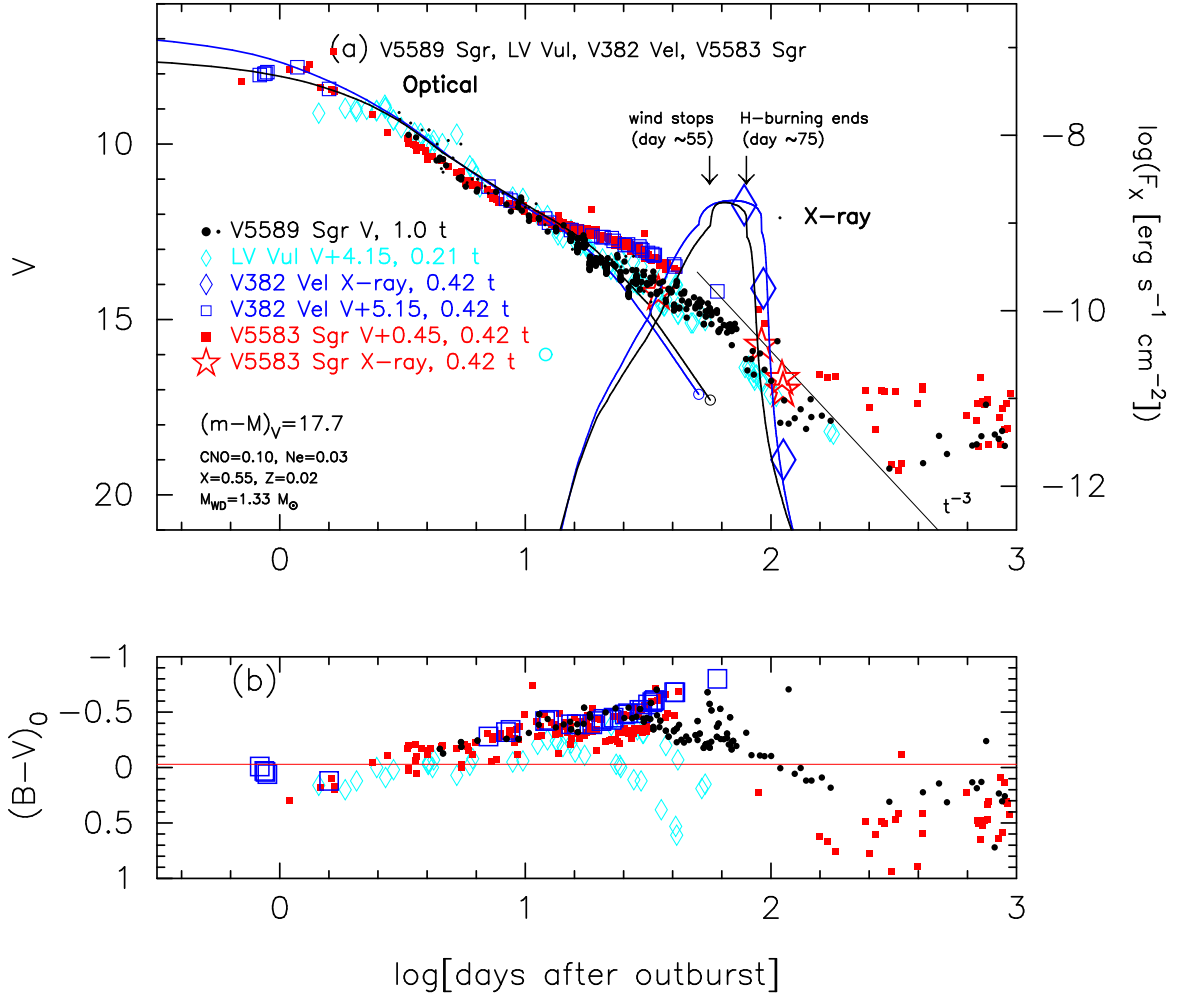 (a) V5589 Sgr, LV Vul, V382 Vel, V5583 Sgr
Optical
wind stops
(day ~55)
H-burning ends
(day ~75)
X-ray
V5589 Sgr V, 1.0 t
LV Vul V+4.15, 0.21 t
V382 Vel X-ray, 0.42 t
V382 Vel V+5.15, 0.42 t
V5583 Sgr V+0.45, 0.42 t
V5583 Sgr X-ray, 0.42 t
(m-M)V=17.7
CNO=0.10, Ne=0.03
X=0.55, Z=0.02
MWD=1.33 M⊙
t−3
V
10
15
20
log(FX [erg s−1 cm−2])
−8
−10
−12
0
1
2
3
(b)
(B−V)0
−1
−0.5
0
0.5
1
0
1
2
3
log[days after outburst]